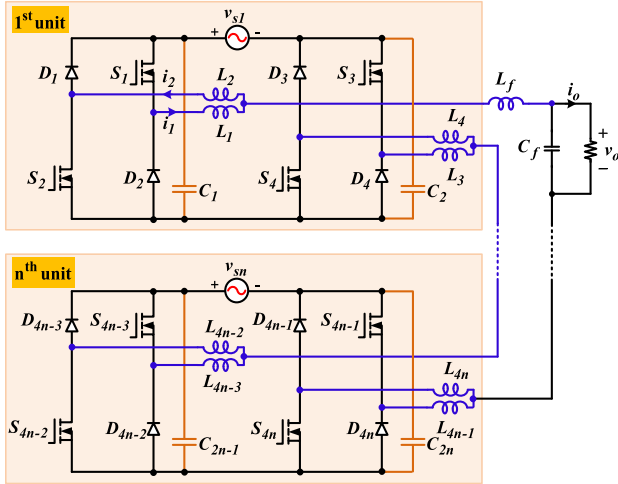 1st unit
vs1
+ -
D1
S1
i2
L2
D3
S3
Lf
io
i1
L1
L4
Cf
+
vo
−
L3
S2
D2
C1
S4
D4
C2
nth unit
vsn
+ -
D4n-3
S4n-3
L4n-2
D4n-1
S4n-1
L4n-3
L4n
S4n-2
D4n-2
C2n-1
S4n
D4n
L4n-1
C2n